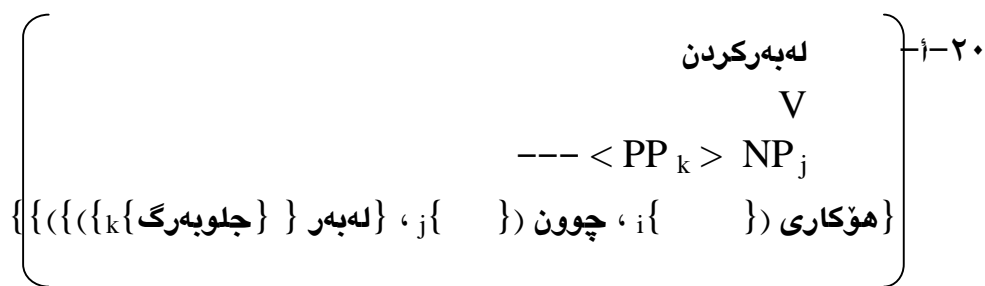 ٢٠-أ-
لەبەرکردن
V
--- < PP k > NP j
{هۆکاری ({ }i ، چوون ({ }j ، {لەبەر { {جلوبەرگ}k})})}}